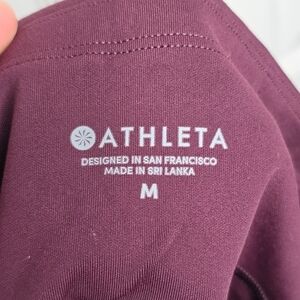 ATHLETA
DESIGNED IN SAN FRANCISCO
MADE IN SRI LANKA
M